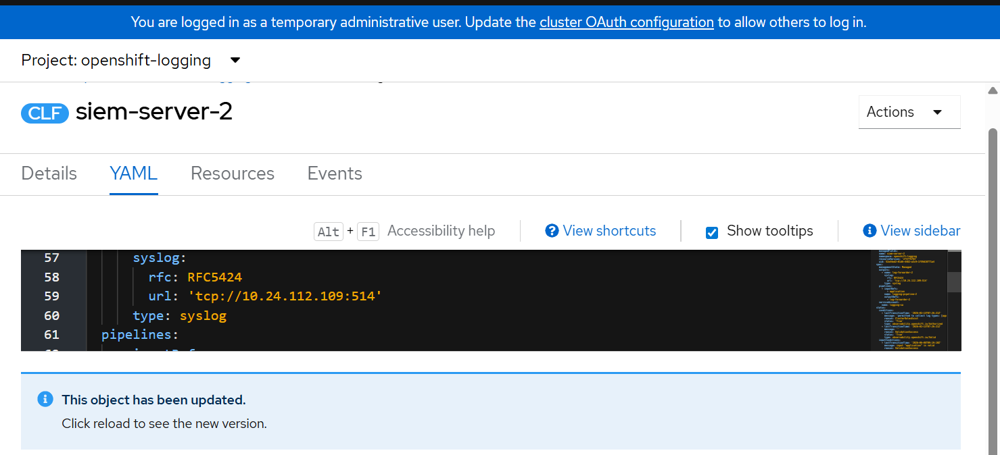 You are logged in as a temporary administrative user. Update the cluster OAuth configuration to allow others to log in.
Project: openshift-logging
CLF siem-server-2
Actions
Details YAML Resources Events
Alt + F1 Accessibility help View shortcuts Show tooltips View sidebar
57 syslog:
58 rfc: RFC5424
59 url: 'tcp://10.24.112.109:514'
60 type: syslog
61 pipelines:
This object has been updated.
Click reload to see the new version.